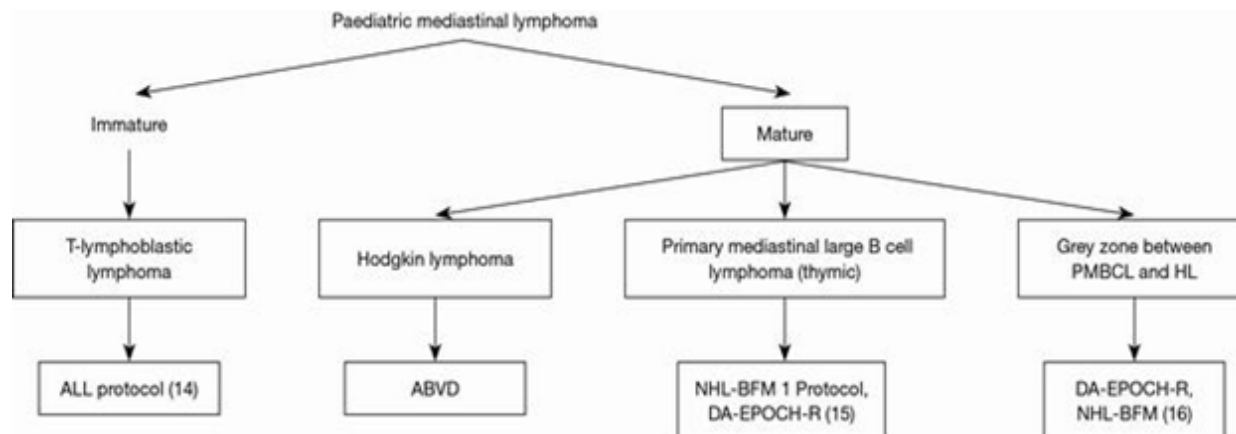 Paediatric mediastinal lymphoma
Immature
Mature
T-lymphoblastic
lymphoma
Hodgkin lymphoma
Primary mediastinal large B cell
lymphoma (thymic)
Grey zone between
PMBCL and HL
ALL protocol (14)
ABVD
NHL-BFM 1 Protocol,
DA-EPOCH-R (15)
DA-EPOCH-R,
NHL-BFM (16)